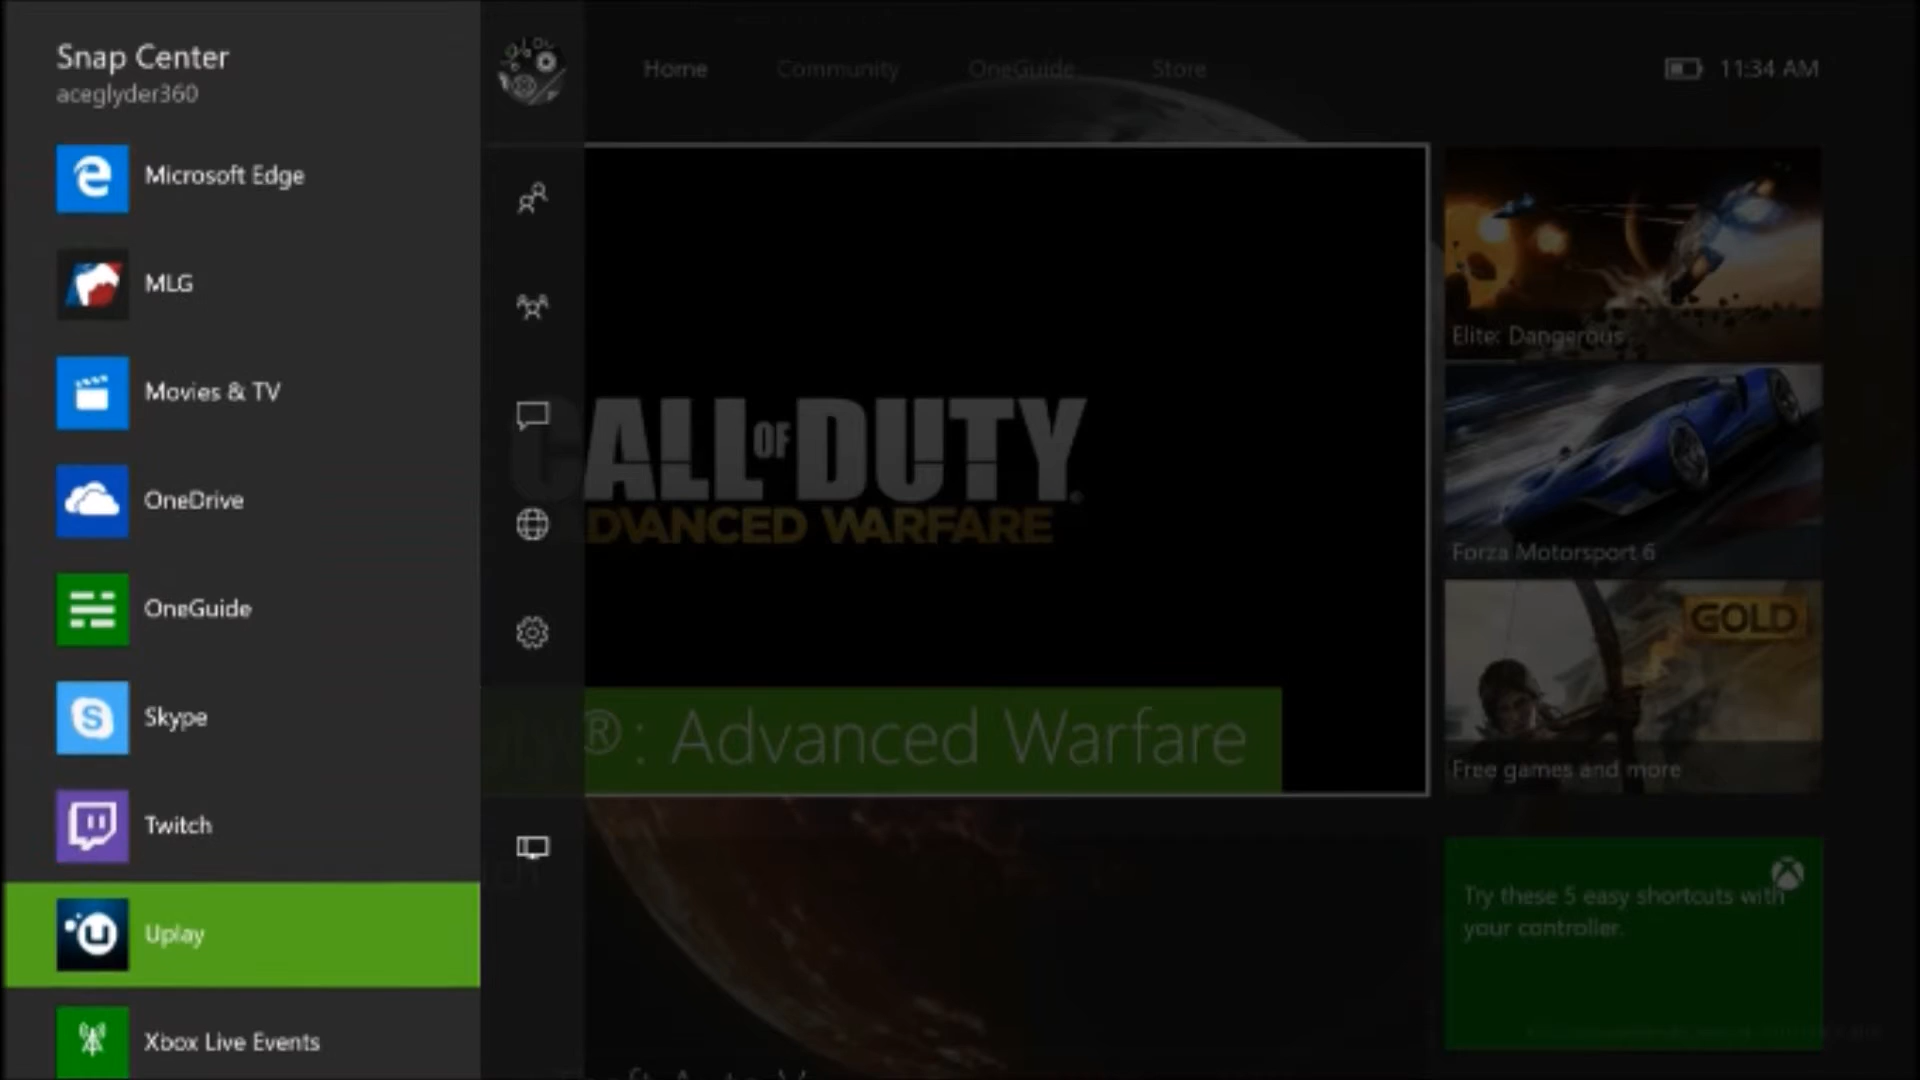 Snap Center
aceglyder360
Microsoft Edge
MLG
Movies & TV
OneDrive
OneGuide
Skype
Twitch
Uplay
Xbox Live Events
Home
Community
OneGuide
Store
11:34 AM
CALL OF DUTY®
ADVANCED WARFARE
®: Advanced Warfare
Elite: Dangerous
Forza Motorsport 6
GOLD
Free games and more
Try these 5 easy shortcuts with
your controller.